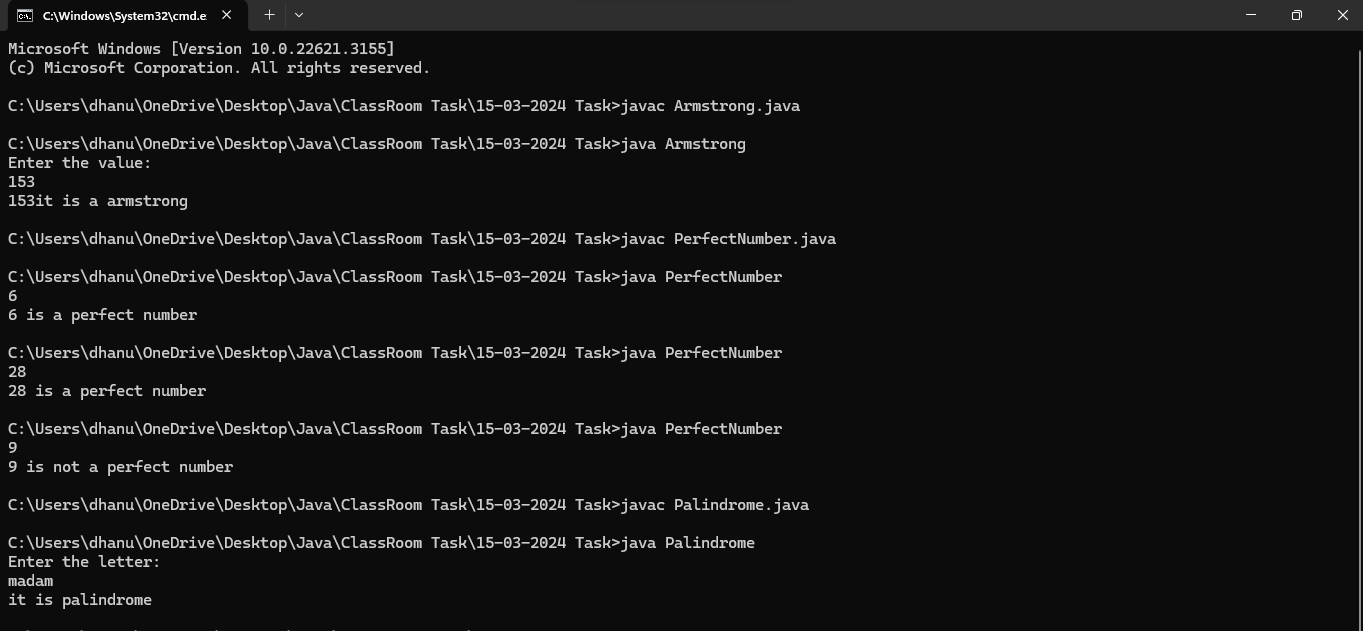 C:\Windows\System32\cmd.e
Microsoft Windows [Version 10.0.22621.3155]
(c) Microsoft Corporation. All rights reserved.
C:\Users\dhanu\OneDrive\Desktop\Java\ClassRoom Task\15-03-2024 Task>javac Armstrong.java
C:\Users\dhanu\OneDrive\Desktop\Java\ClassRoom Task\15-03-2024 Task>java Armstrong
Enter the value:
153
153it is a armstrong
C:\Users\dhanu\OneDrive\Desktop\Java\ClassRoom Task\15-03-2024 Task>javac PerfectNumber.java
C:\Users\dhanu\OneDrive\Desktop\Java\ClassRoom Task\15-03-2024 Task>java PerfectNumber
6
6 is a perfect number
C:\Users\dhanu\OneDrive\Desktop\Java\ClassRoom Task\15-03-2024 Task>java PerfectNumber
28
28 is a perfect number
C:\Users\dhanu\OneDrive\Desktop\Java\ClassRoom Task\15-03-2024 Task>java PerfectNumber
9
9 is not a perfect number
C:\Users\dhanu\OneDrive\Desktop\Java\ClassRoom Task\15-03-2024 Task>javac Palindrome.java
C:\Users\dhanu\OneDrive\Desktop\Java\ClassRoom Task\15-03-2024 Task>java Palindrome
Enter the letter:
madam
it is palindrome